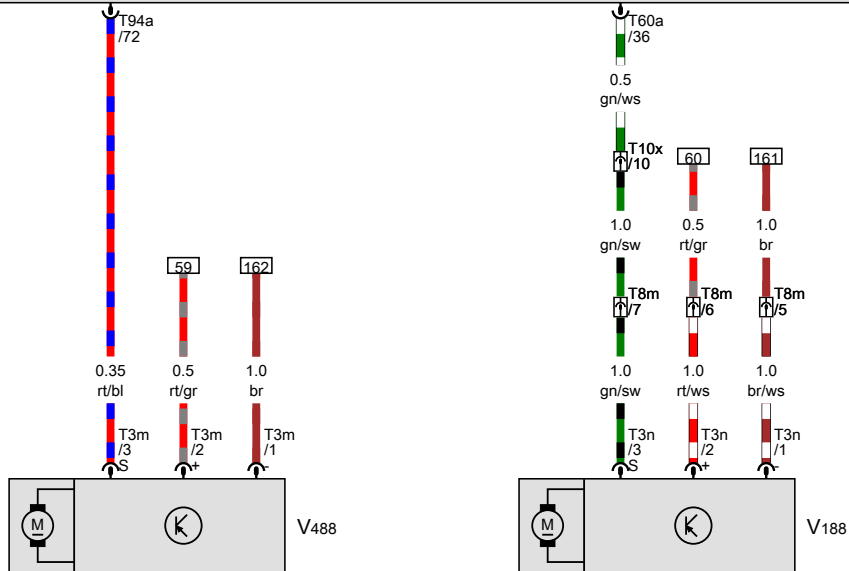 T94a
/72
T60a
/36
0.5
gn/ws
T10x
/10
60
161
1.0
gn/sw
0.5
rt/gr
1.0
br
59
162
T8m
/7
T8m
/6
T8m
/5
0.35
rt/bl
0.5
rt/gr
1.0
br
1.0
gn/sw
1.0
rt/ws
1.0
br/ws
T3m
/3
S
T3m
/2
+
T3m
/1
-
T3n
/3
S
T3n
/2
+
T3n
/1
-
M
V488
M
V188